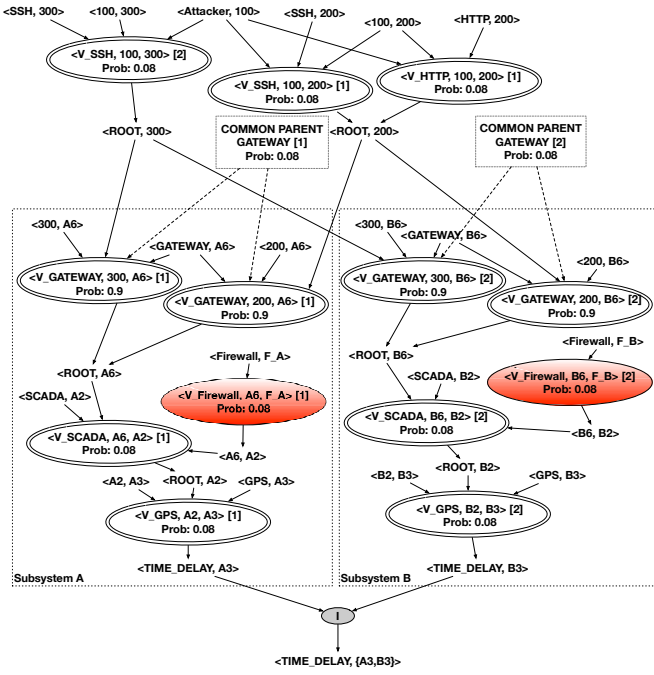 <SSH, 300>
<100, 300>
<Attacker, 100>
<SSH, 200>
<100, 200>
<HTTP, 200>
<V_SSH, 100, 300> [2]
Prob: 0.08
<V_SSH, 100, 200> [1]
Prob: 0.08
<V_HTTP, 100, 200> [1]
Prob: 0.08
<ROOT, 300>
COMMON PARENT
GATEWAY [1]
Prob: 0.08
<ROOT, 200>
COMMON PARENT
GATEWAY [2]
Prob: 0.08
<300, A6>
<GATEWAY, A6>
<200, A6>
<300, B6>
<GATEWAY, B6>
<200, B6>
<V_GATEWAY, 300, A6> [1]
Prob: 0.9
<V_GATEWAY, 200, A6> [1]
Prob: 0.9
<V_GATEWAY, 300, B6> [2]
Prob: 0.9
<V_GATEWAY, 200, B6> [2]
Prob: 0.9
<ROOT, A6>
<Firewall, F_A>
<ROOT, B6>
<Firewall, F_B>
<SCADA, A2>
<V_Firewall, A6, F_A> [1]
Prob: 0.08
<SCADA, B2>
<V_Firewall, B6, F_B> [2]
Prob: 0.08
<V_SCADA, A6, A2> [1]
Prob: 0.08
<A6, A2>
<V_SCADA, B6, B2> [2]
Prob: 0.08
<B6, B2>
<A2, A3>
<ROOT, A2>
<GPS, A3>
<B2, B3>
<ROOT, B2>
<GPS, B3>
<V_GPS, A2, A3> [1]
Prob: 0.08
<V_GPS, B2, B3> [2]
Prob: 0.08
<TIME_DELAY, A3>
<TIME_DELAY, B3>
Subsystem A
Subsystem B
I
<TIME_DELAY, {A3,B3}>